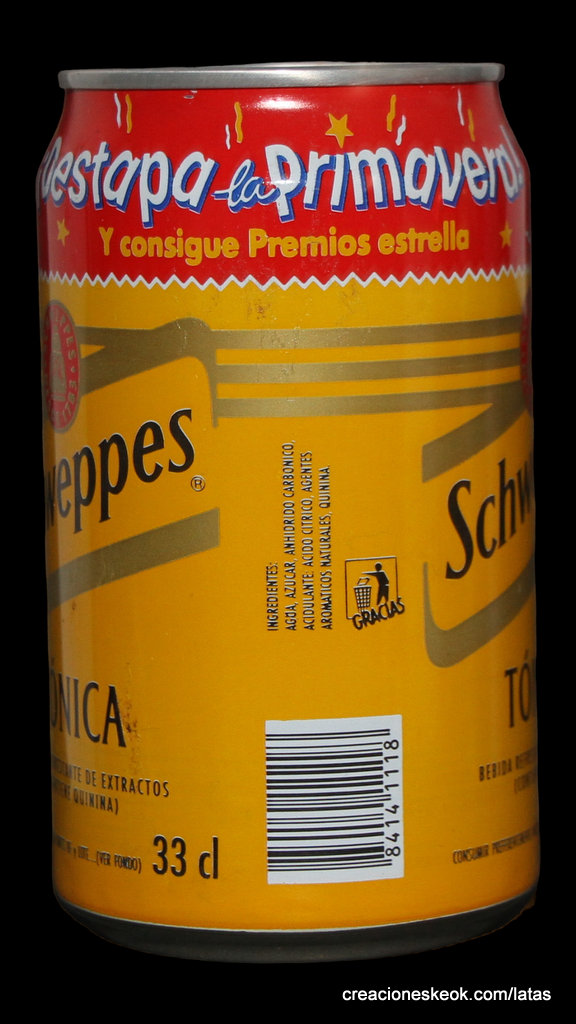 Destapa la Primavera!
Y consigue Premios estrella
weppes®
Schw
INGREDIENTES:
AGUA, AZUCAR, ANHIDRIDO CARBONICO,
ACIDULANTE: ACIDO CITRICO, AGENTES
AROMATICOS NATURALES, QUININA.
GRACIAS
ÓNICA
TÓ
DE EXTRACTOS
QUININA)
BEBIDA
(VER FONDO)
33 cl
CONSUMIR
8414 1118
creacioneskeok.com/latas